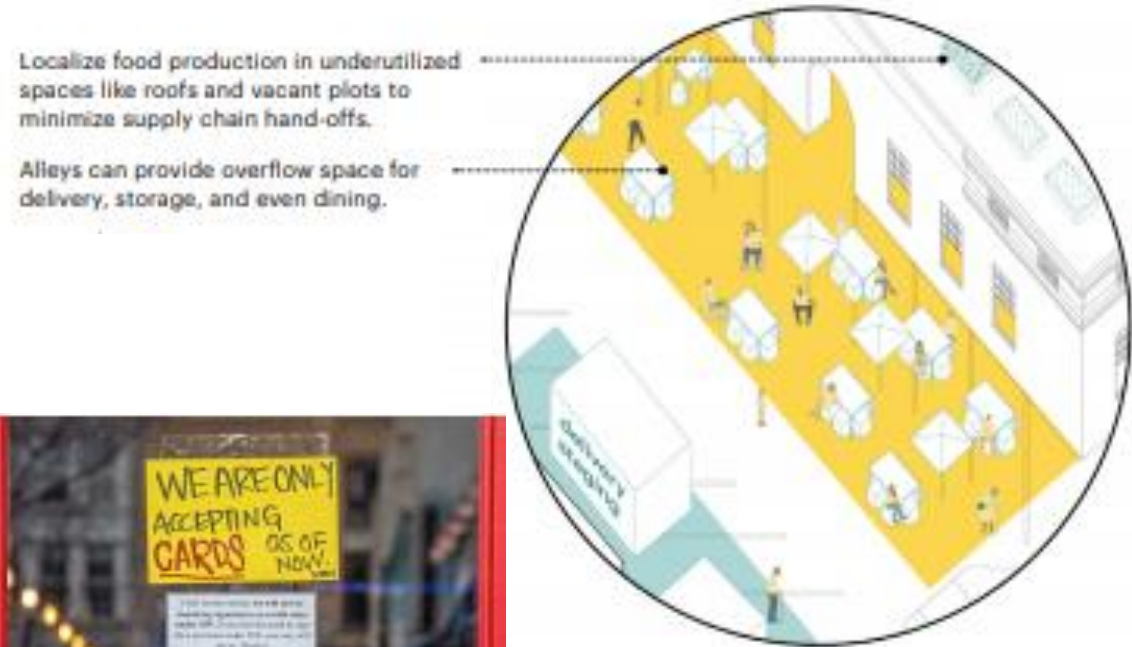 Localize food production in underutilized
spaces like roofs and vacant plots to
minimize supply chain hand-offs.
Alleys can provide overflow space for
delivery, storage, and even dining.
delivery
staging
WE ARE ONLY
ACCEPTING
CARDS AS OF
NOW.